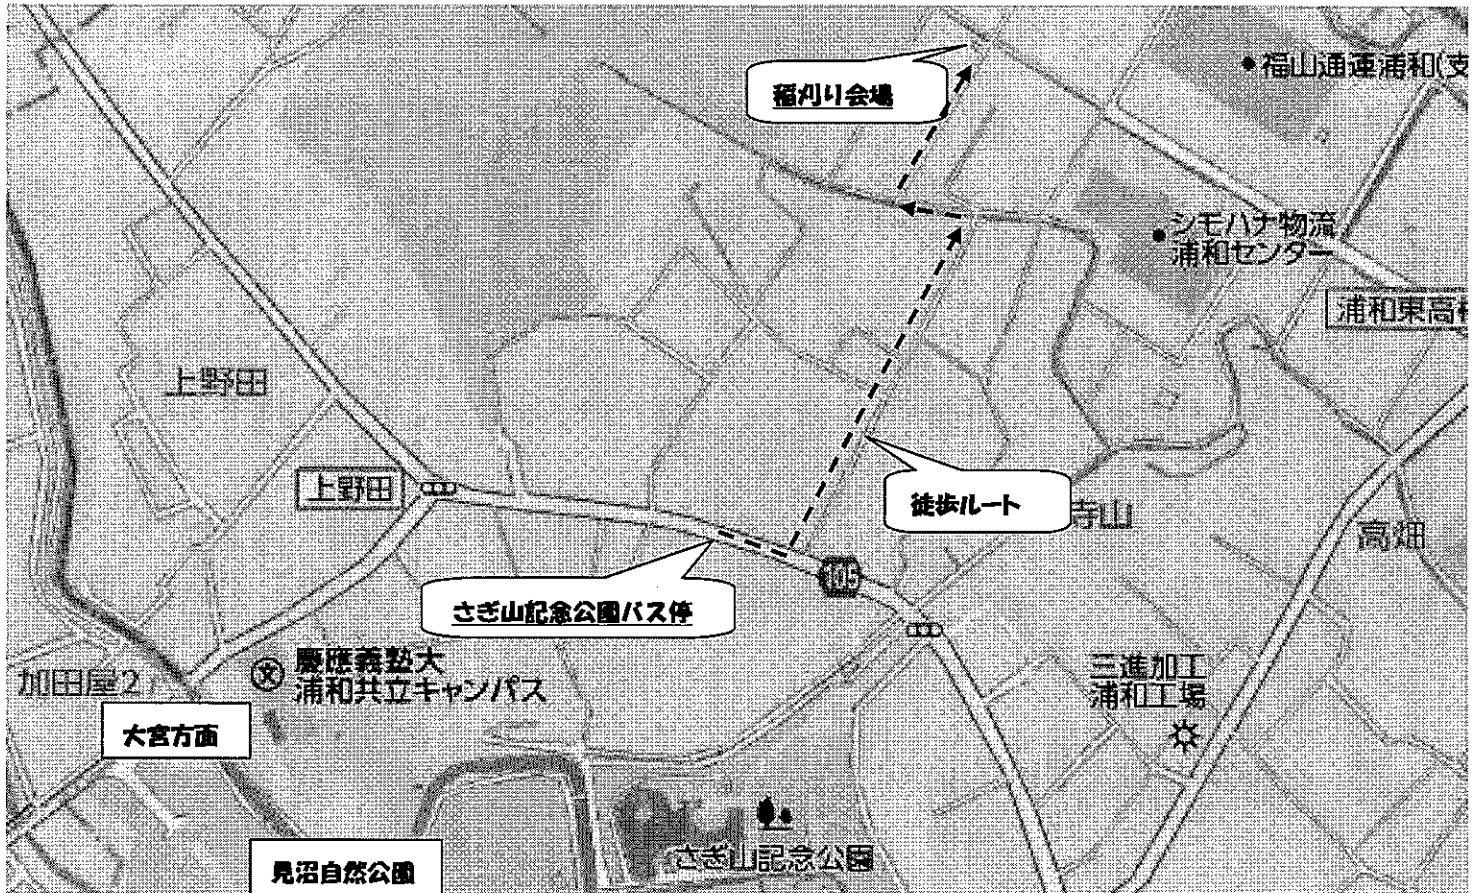 福山通運浦和(支
稲刈り会場
シモハナ物流
浦和センター
浦和東高校
上野田
上野田
徒歩ルート
寺山
高畑
105
さぎ山記念公園バス停
慶應義塾大
浦和共立キャンパス
加田屋2
三進加工
浦和工場
大宮方面
さぎ山記念公園
見沼自然公園